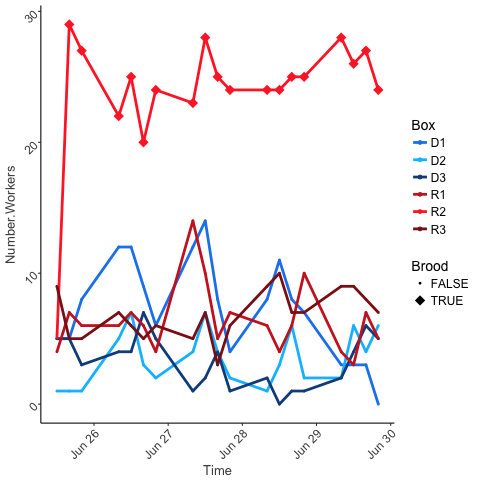 30
20
10
0
Number.Workers
Jun 26
Jun 27
Jun 28
Jun 29
Jun 30
Time
Box
D1
D2
D3
R1
R2
R3
Brood
FALSE
TRUE